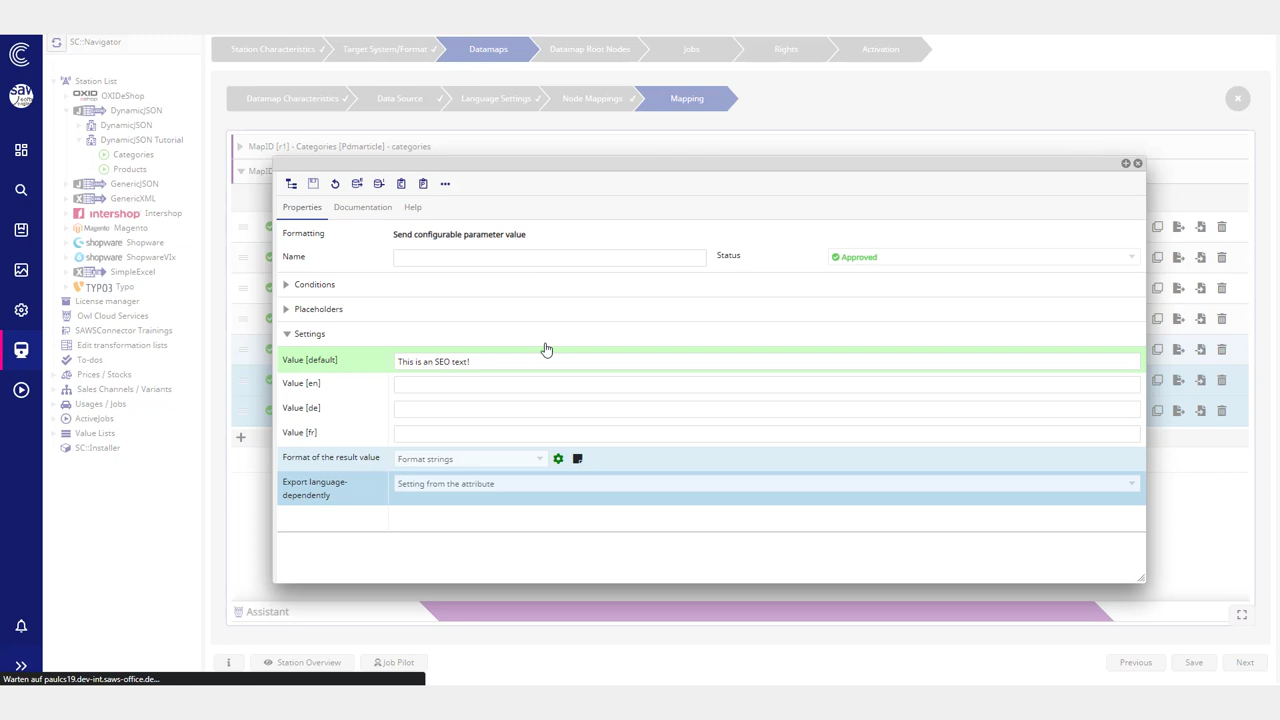 SC::Navigator
Station Characteristics ✓
Target System/Format ✓
Datamaps
Datamap Root Nodes
Jobs
Rights
Activation
Station List
OXID eShop OXIDeShop
DynamicJSON
DynamicJSON
DynamicJSON Tutorial
Categories
Products
GenericJSON
GenericXML
intershop Intershop
Magento Magento
shopware Shopware
shopware ShopwareVIx
SimpleExcel
TYPO3 Typo
License manager
Owl Cloud Services
SAWSConnector Trainings
Edit transformation lists
To-dos
Prices / Stocks
Sales Channels / Variants
Usages / Jobs
ActiveJobs
Value Lists
SC::Installer
Datamap Characteristics ✓
Data Source ✓
Language Settings ✓
Node Mappings ✓
Mapping
MapID [r1] - Categories [Pdmarticle] - categories
MapID
Properties
Documentation
Help
Formatting
Send configurable parameter value
Name
Status
Approved
Conditions
Placeholders
Settings
Value [default]
This is an SEO text!
Value [en]
Value [de]
Value [fr]
Format of the result value
Format strings
Export language-
dependently
Setting from the attribute
Assistant
i
Station Overview
Job Pilot
Previous
Save
Next
Warten auf paulcs19.dev-int.saws-office.de...